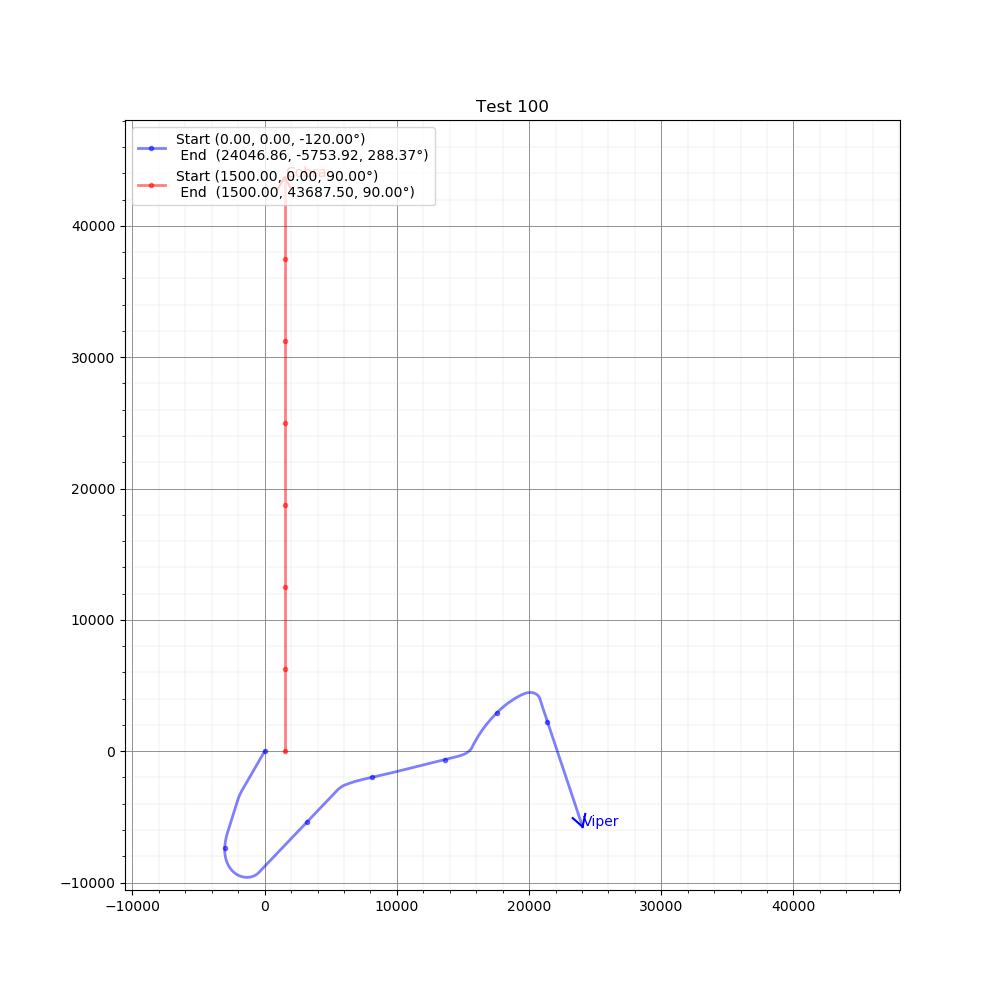 Test 100
Start (0.00, 0.00, -120.00°)
End (24046.86, -5753.92, 288.37°)
Start (1500.00, 0.00, 90.00°)
End (1500.00, 43687.50, 90.00°)
40000
30000
20000
10000
0
−10000
Viper
−10000
0
10000
20000
30000
40000